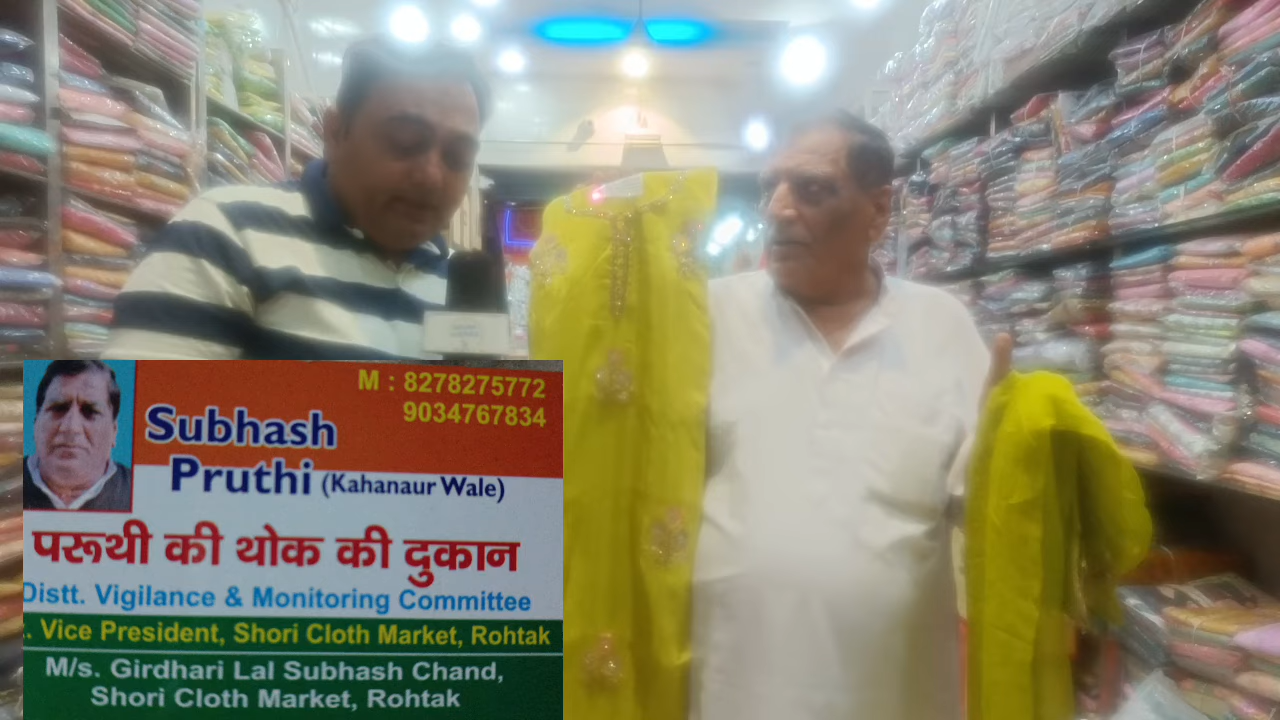 M : 8278275772
9034767834
Subhash
Pruthi (Kahanaur Wale)
परूथी की थोक की दुकान
Distt. Vigilance & Monitoring Committee
. Vice President, Shori Cloth Market, Rohtak
M/s. Girdhari Lal Subhash Chand,
Shori Cloth Market, Rohtak